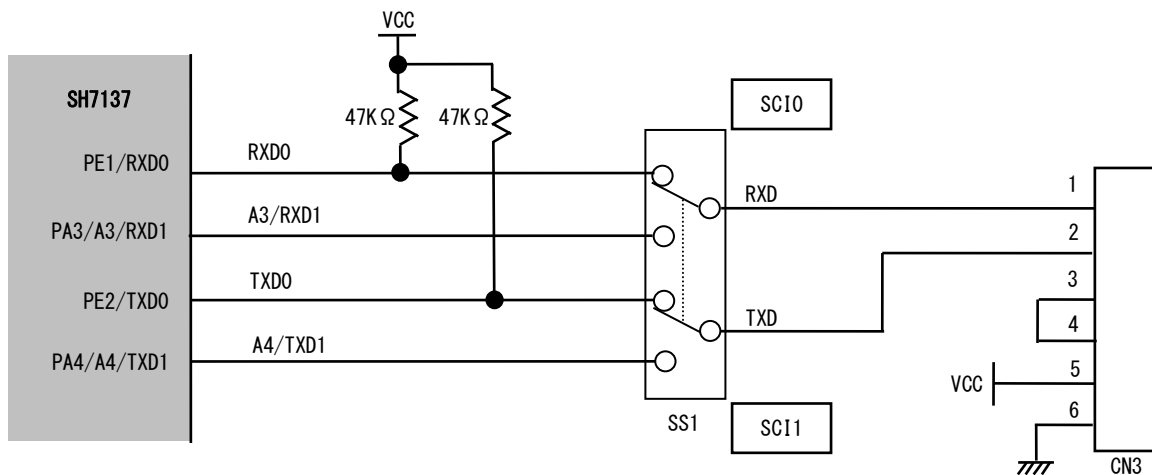 VCC
SH7137
SCI0
47KΩ 47KΩ
PE1/RXD0 RXD0
RXD 1
PA3/A3/RXD1 A3/RXD1
2
PE2/TXD0 TXD0
3
TXD 4
PA4/A4/TXD1 A4/TXD1
VCC 5
SS1
SCI1
6
CN3